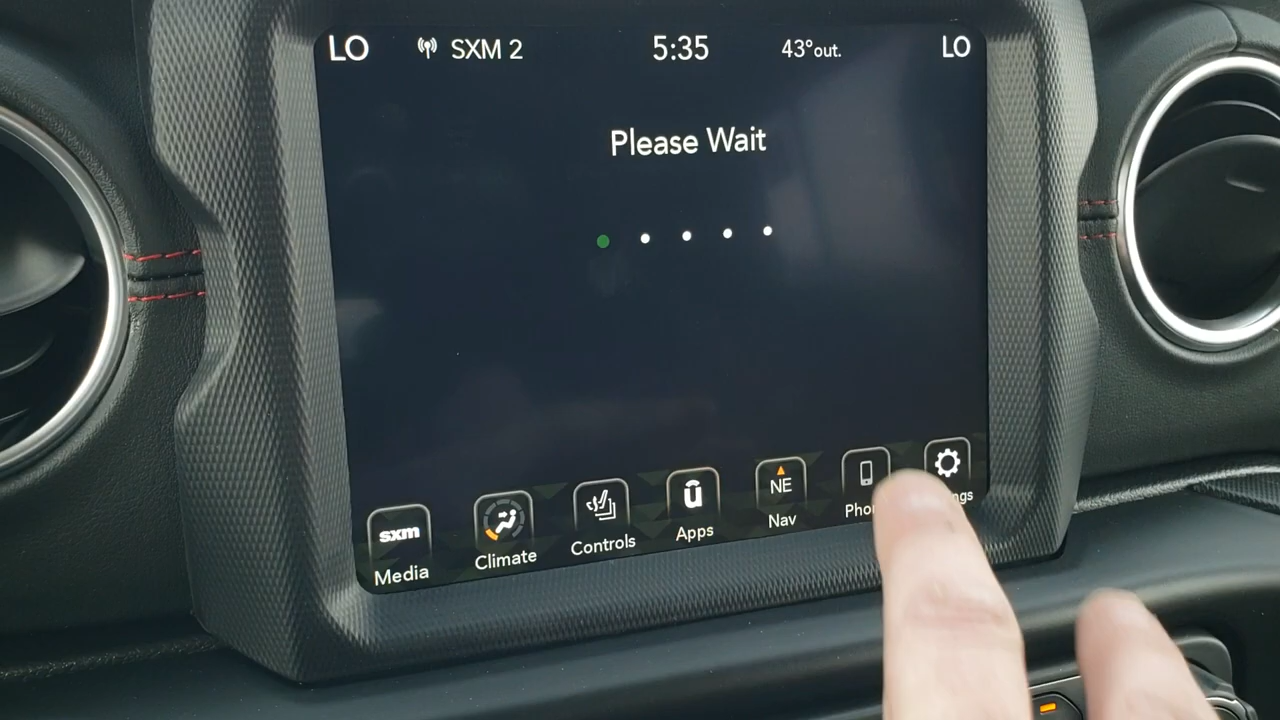 LO SXM 2 5:35 43°out. LO
Please Wait
sxm
Media
Climate
Controls
Apps
NE
Nav